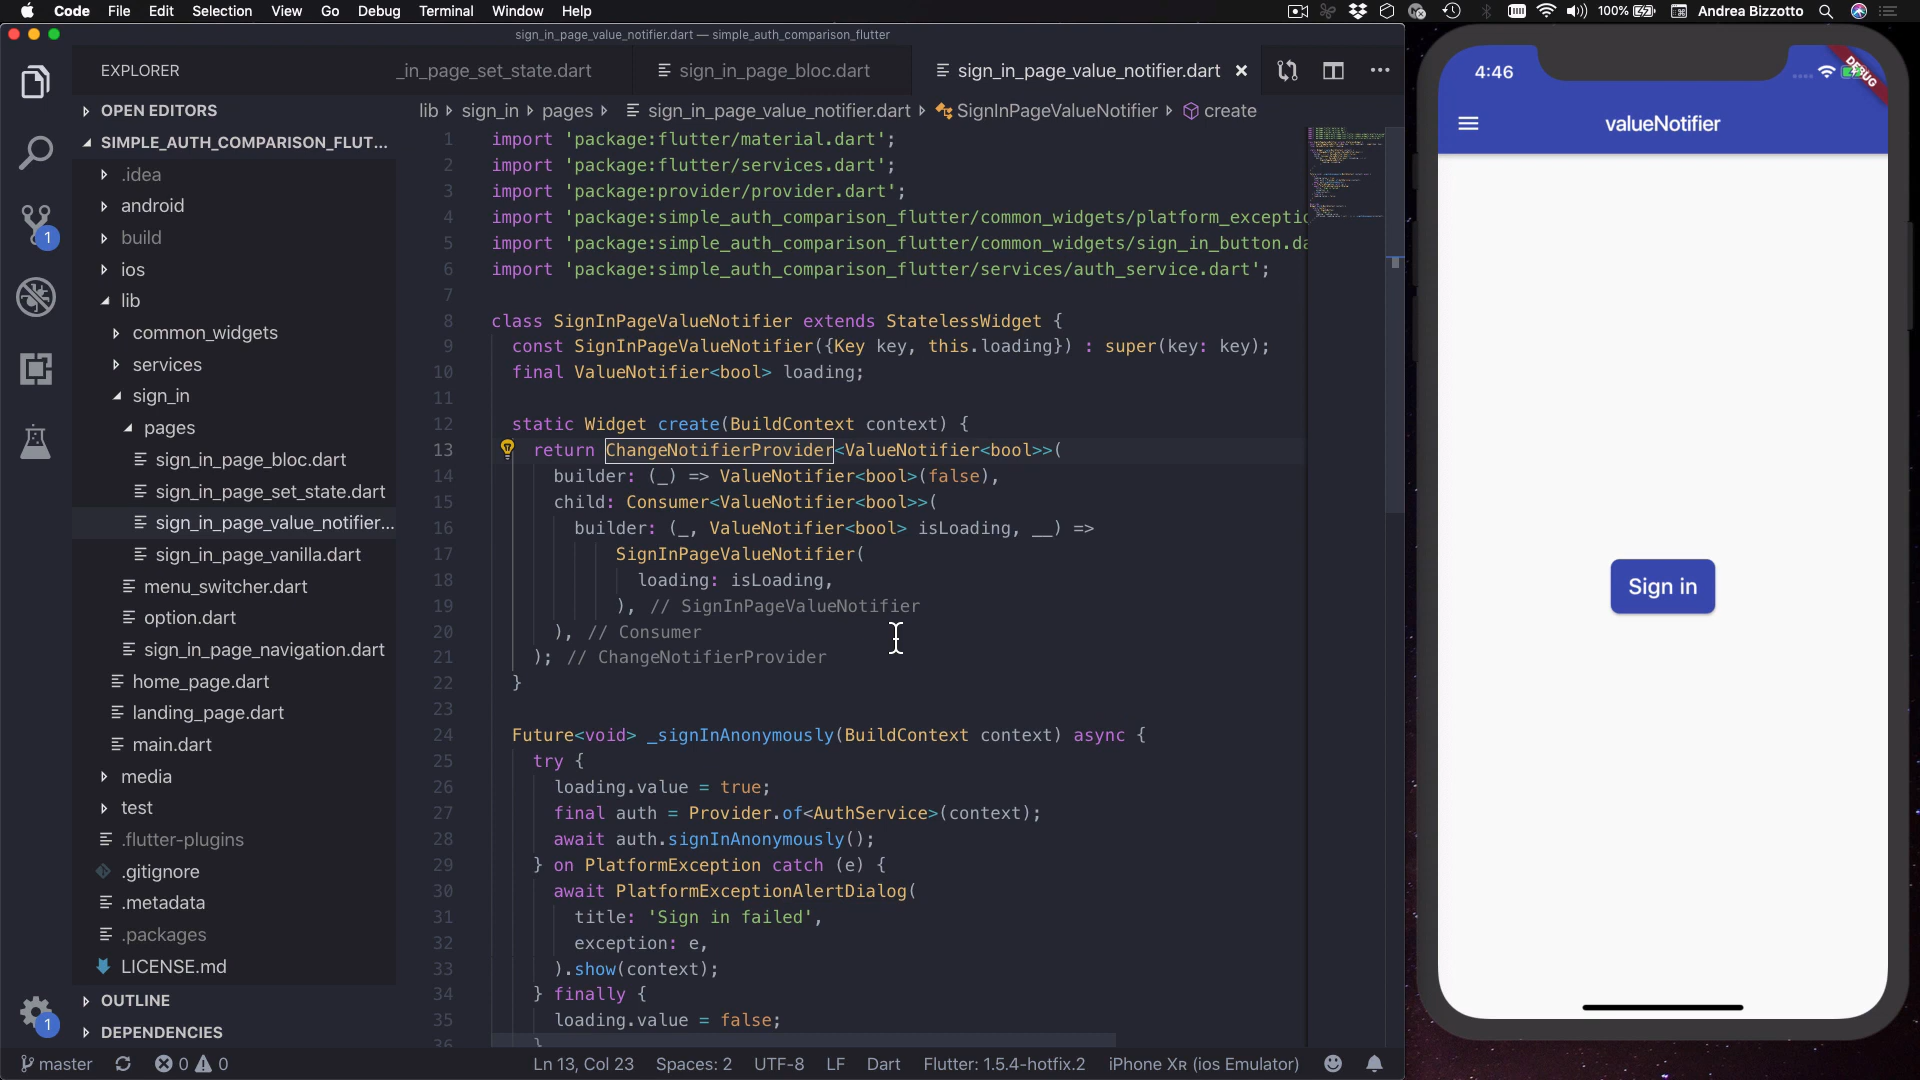 Code File Edit Selection View Go Debug Terminal Window Help
100% Andrea Bizzotto
sign_in_page_value_notifier.dart — simple_auth_comparison_flutter
EXPLORER
_in_page_set_state.dart
sign_in_page_bloc.dart
sign_in_page_value_notifier.dart
OPEN EDITORS
SIMPLE_AUTH_COMPARISON_FLUT...
.idea
android
build
ios
lib
common_widgets
services
sign_in
pages
sign_in_page_bloc.dart
sign_in_page_set_state.dart
sign_in_page_value_notifier...
sign_in_page_vanilla.dart
menu_switcher.dart
option.dart
sign_in_page_navigation.dart
home_page.dart
landing_page.dart
main.dart
media
test
.flutter-plugins
.gitignore
.metadata
.packages
LICENSE.md
OUTLINE
DEPENDENCIES
1
1
lib sign_in pages sign_in_page_value_notifier.dart SignInPageValueNotifier create
1 import 'package:flutter/material.dart';
2 import 'package:flutter/services.dart';
3 import 'package:provider/provider.dart';
4 import 'package:simple_auth_comparison_flutter/common_widgets/platform_exceptio
5 import 'package:simple_auth_comparison_flutter/common_widgets/sign_in_button.da
6 import 'package:simple_auth_comparison_flutter/services/auth_service.dart';
7
8 class SignInPageValueNotifier extends StatelessWidget {
9 const SignInPageValueNotifier({Key key, this.loading}) : super(key: key);
10 final ValueNotifier<bool> loading;
11
12 static Widget create(BuildContext context) {
13 return ChangeNotifierProvider<ValueNotifier<bool>>(
14 builder: (_) => ValueNotifier<bool>(false),
15 child: Consumer<ValueNotifier<bool>>(
16 builder: (_, ValueNotifier<bool> isLoading, __) =>
17 SignInPageValueNotifier(
18 loading: isLoading,
19 ), // SignInPageValueNotifier
20 ), // Consumer
21 ); // ChangeNotifierProvider
22 }
23
24 Future<void> _signInAnonymously(BuildContext context) async {
25 try {
26 loading.value = true;
27 final auth = Provider.of<AuthService>(context);
28 await auth.signInAnonymously();
29 } on PlatformException catch (e) {
30 await PlatformExceptionAlertDialog(
31 title: 'Sign in failed',
32 exception: e,
33 ).show(context);
34 } finally {
35 loading.value = false;
36 }
master 0 0 Ln 13, Col 23 Spaces: 2 UTF-8 LF Dart Flutter: 1.5.4-hotfix.2 iPhone XR (ios Emulator)
4:46
DEBUG
valueNotifier
Sign in